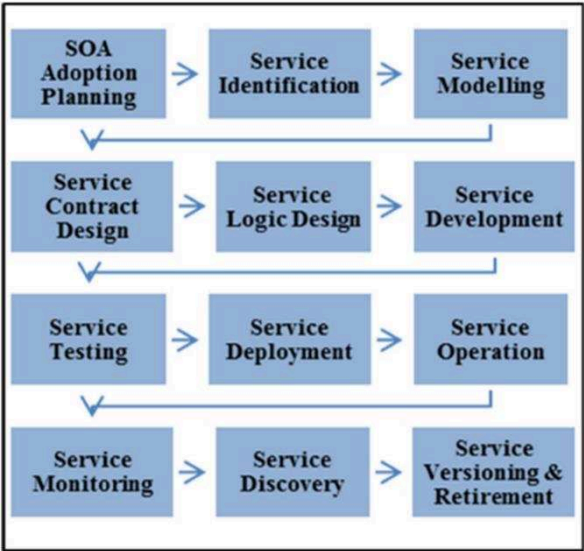 SOA
Adoption
Planning
Service
Identification
Service
Modelling
Service
Contract
Design
Service
Logic Design
Service
Development
Service
Testing
Service
Deployment
Service
Operation
Service
Monitoring
Service
Discovery
Service
Versioning &
Retirement